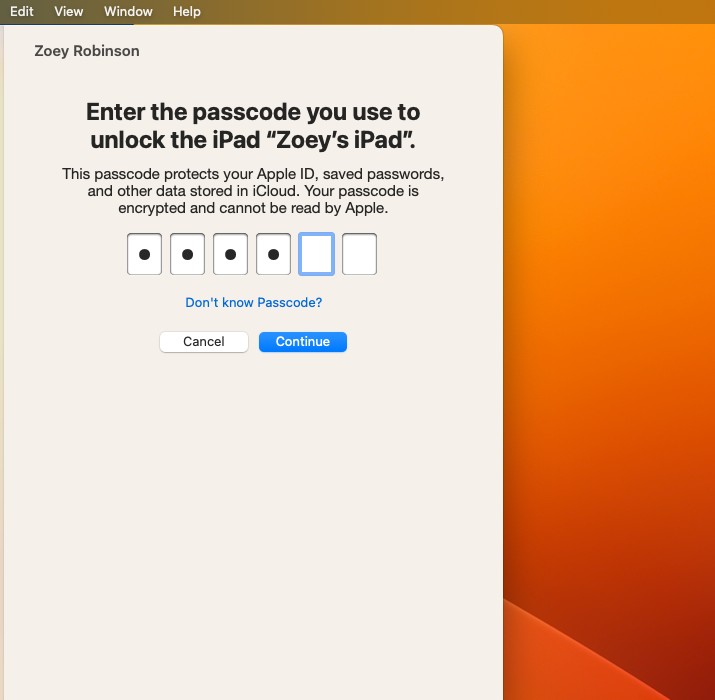 Edit View Window Help
Zoey Robinson
Enter the passcode you use to
unlock the iPad “Zoey’s iPad”.
This passcode protects your Apple ID, saved passwords,
and other data stored in iCloud. Your passcode is
encrypted and cannot be read by Apple.
Don't know Passcode?
Cancel Continue